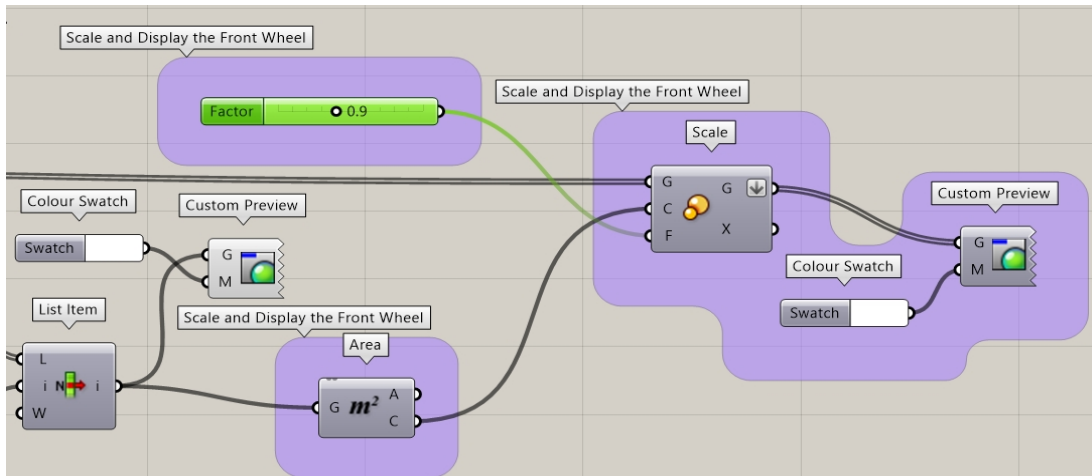 Scale and Display the Front Wheel
Factor 0.9
Scale and Display the Front Wheel
Scale
G G
C
F X
Colour Swatch
Custom Preview
Swatch
G
M
Custom Preview
G
M
Colour Swatch
Swatch
List Item
L
i N i
W
Scale and Display the Front Wheel
Area
A
G m²
C